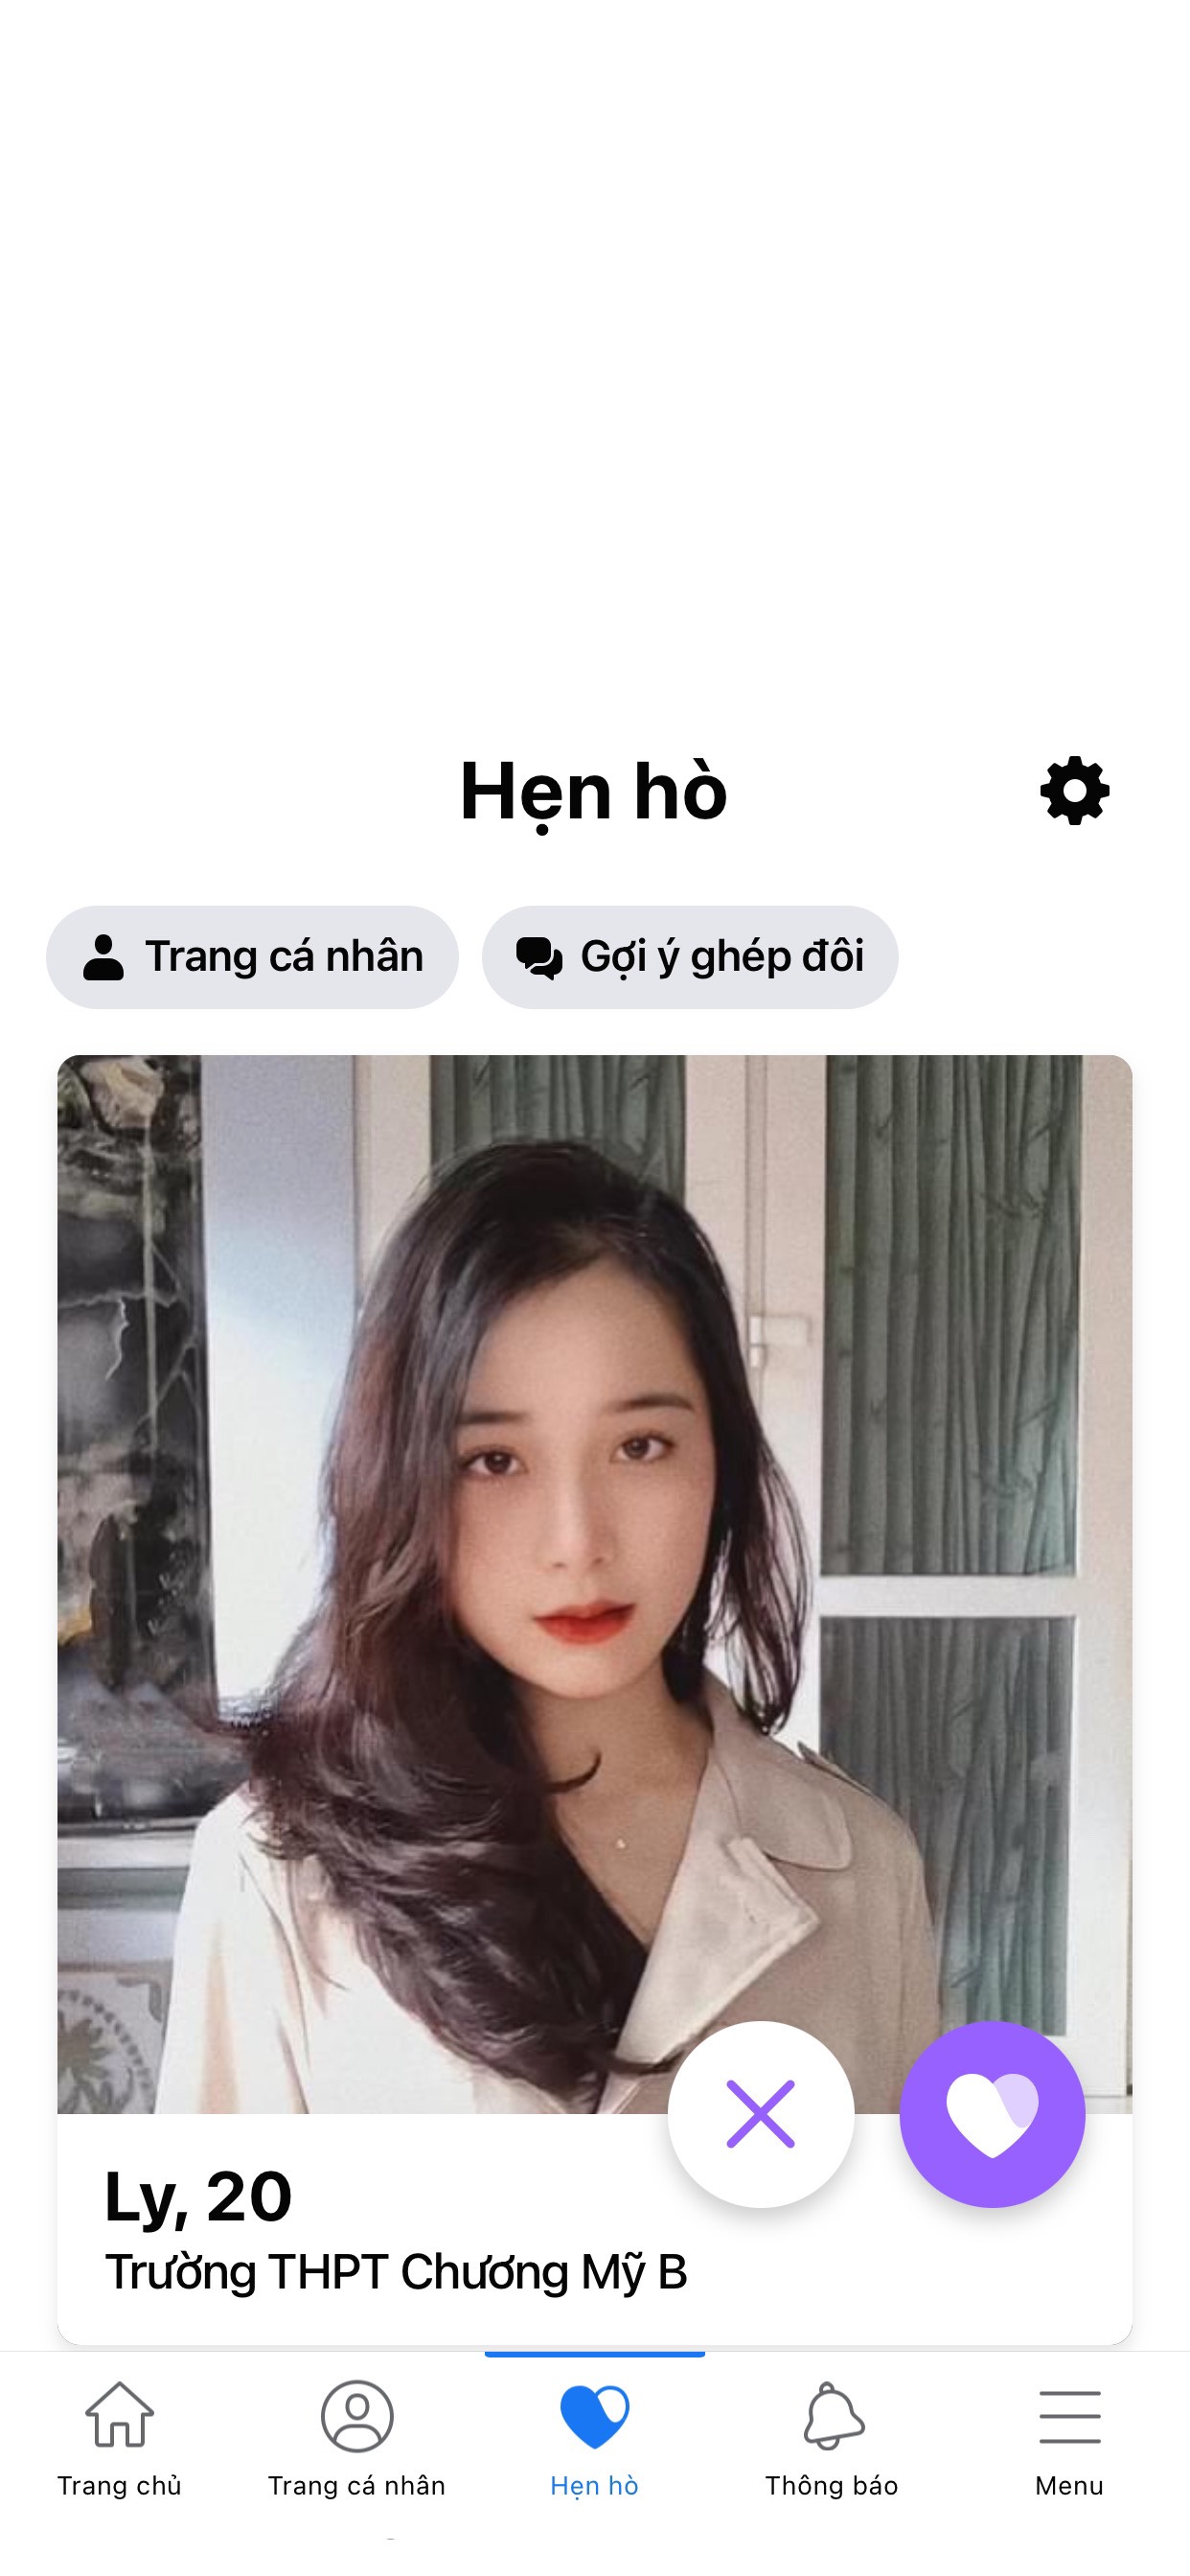 Hẹn hò
Trang cá nhân
Gợi ý ghép đôi
Ly, 20
Trường THPT Chương Mỹ B
Trang chủ
Trang cá nhân
Hẹn hò
Thông báo
Menu